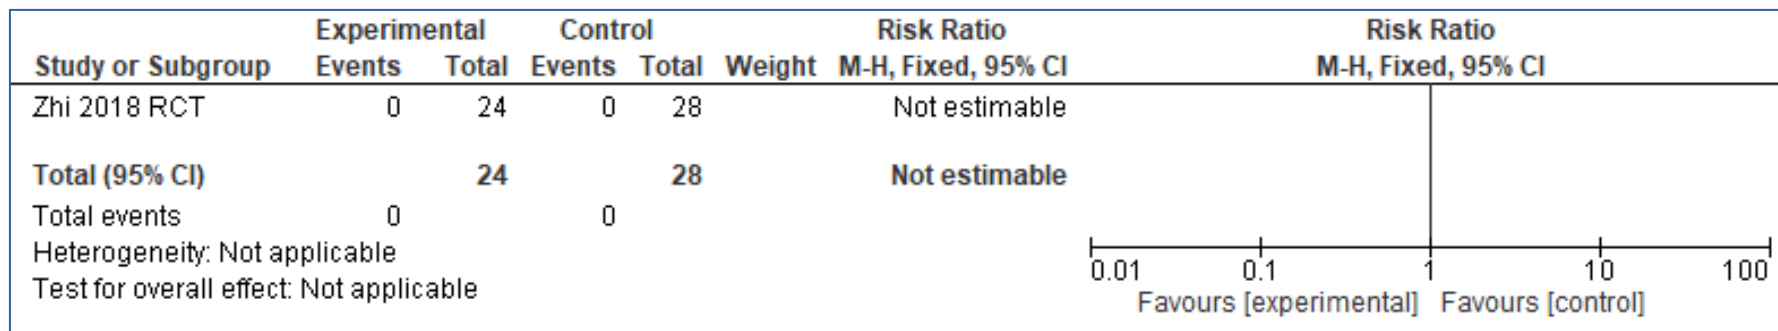 Experimental Control Risk Ratio Risk Ratio
Study or Subgroup Events Total Events Total Weight M-H, Fixed, 95% CI M-H, Fixed, 95% CI
Zhi 2018 RCT 0 24 0 28 Not estimable
Total (95% CI) 24 28 Not estimable
Total events 0 0
Heterogeneity: Not applicable
Test for overall effect: Not applicable
0.01 0.1 1 10 100
Favours [experimental] Favours [control]